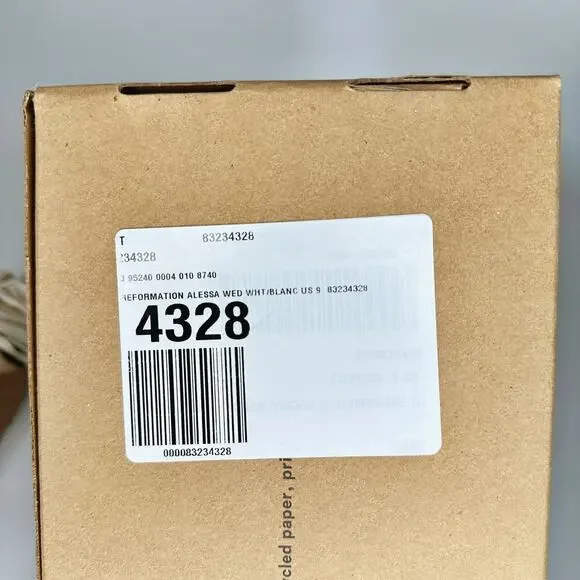 T 83234328
34328
95240 0004 010 8740
REFORMATION ALESSA WED WHT/BLANC US 9 83234328
4328
000083234328
cled paper, pri